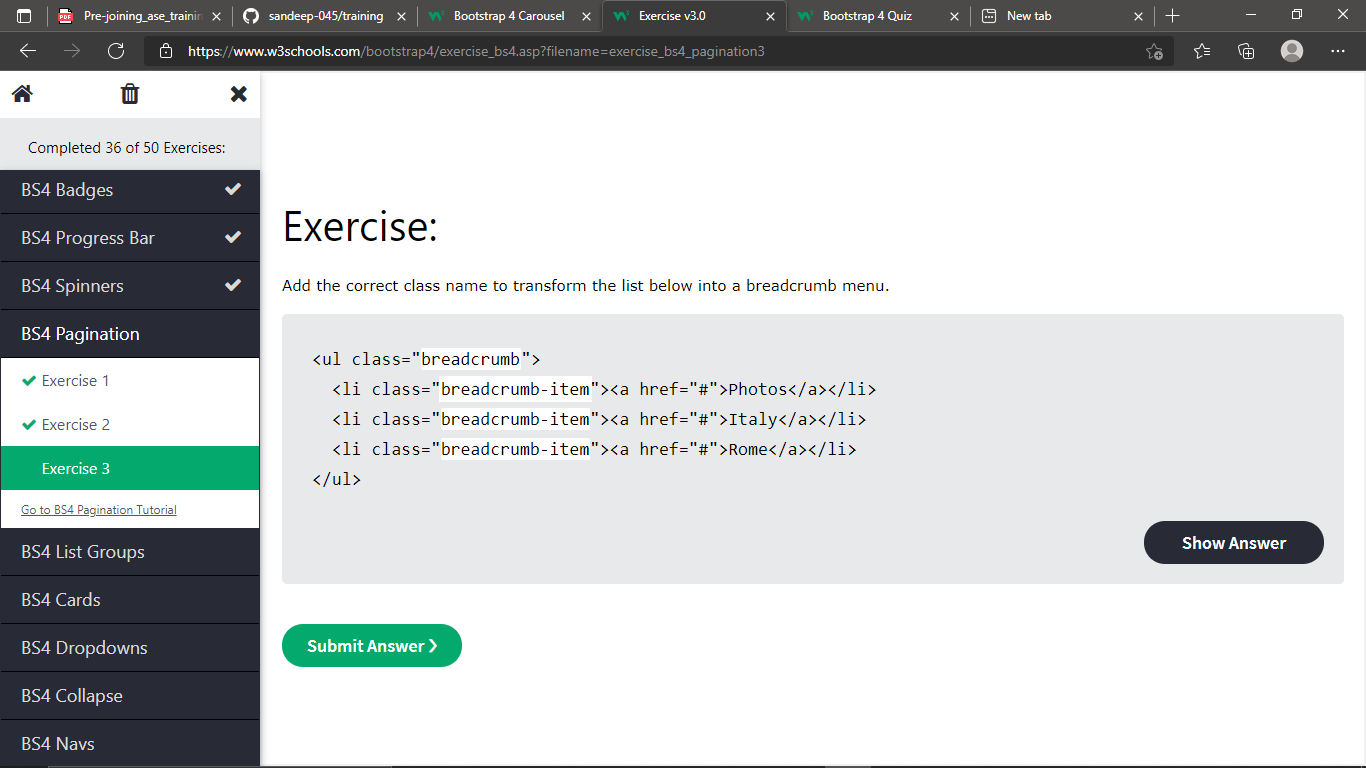 Pre-joining_ase_trainin
sandeep-045/training
Bootstrap 4 Carousel
Exercise v3.0
Bootstrap 4 Quiz
New tab
https://www.w3schools.com/bootstrap4/exercise_bs4.asp?filename=exercise_bs4_pagination3
Completed 36 of 50 Exercises:
BS4 Badges
BS4 Progress Bar
BS4 Spinners
BS4 Pagination
Exercise 1
Exercise 2
Exercise 3
Go to BS4 Pagination Tutorial
BS4 List Groups
BS4 Cards
BS4 Dropdowns
BS4 Collapse
BS4 Navs
Exercise:
Add the correct class name to transform the list below into a breadcrumb menu.
<ul class="breadcrumb">
<li class="breadcrumb-item"><a href="#">Photos</a></li>
<li class="breadcrumb-item"><a href="#">Italy</a></li>
<li class="breadcrumb-item"><a href="#">Rome</a></li>
</ul>
Show Answer
Submit Answer ❯